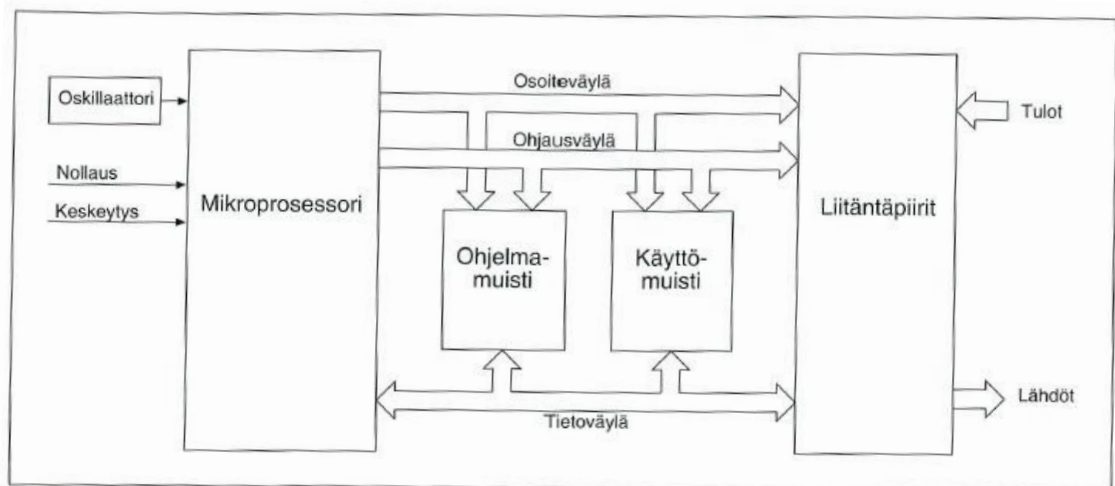 Oskillaattori
Nollaus
Keskeytys
Mikroprosessori
Osoiteväylä
Ohjausväylä
Ohjelma-
muisti
Käyttö-
muisti
Tietoväylä
Liitäntäpiirit
Tulot
Lähdöt